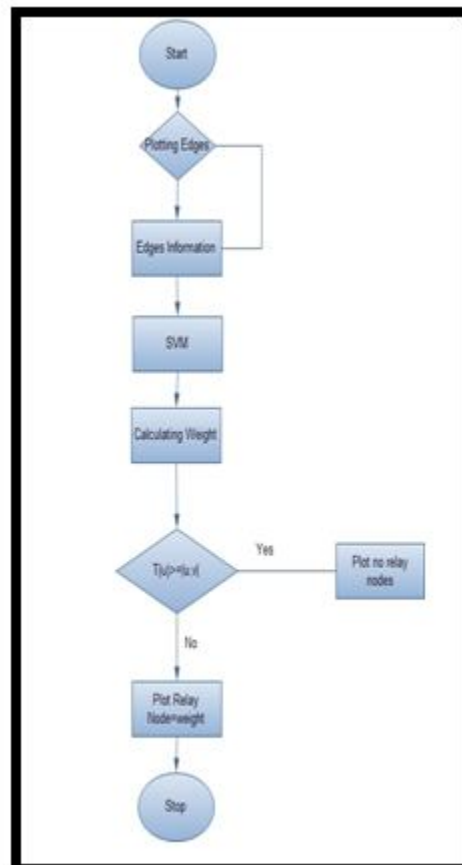 Start
Plotting Edges
Edges Information
SVM
Calculating Weight
T(u)>=|u.v|
Yes
Plot no relay
nodes
No
Plot Relay
Node=weight
Stop